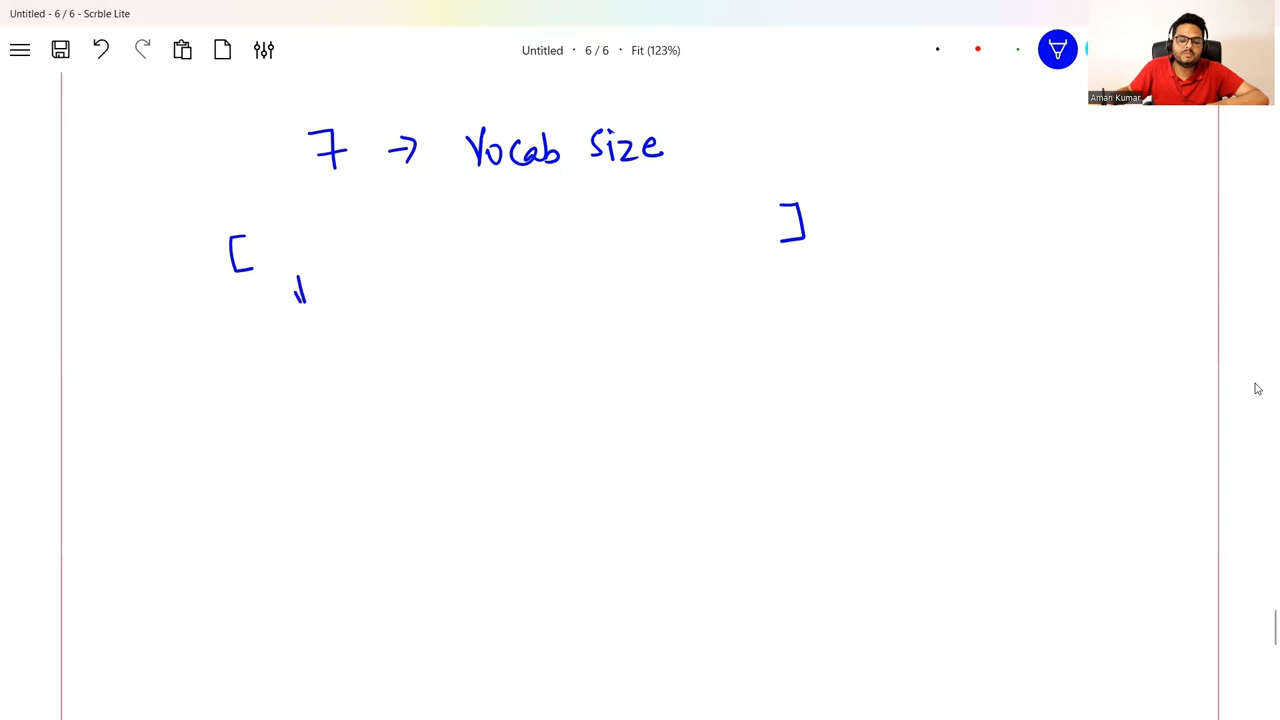 Untitled - 6 / 6 - Scrble Lite
Untitled • 6 / 6 • Fit (123%)
Aman Kumar
7 → Vocab Size
[ ]